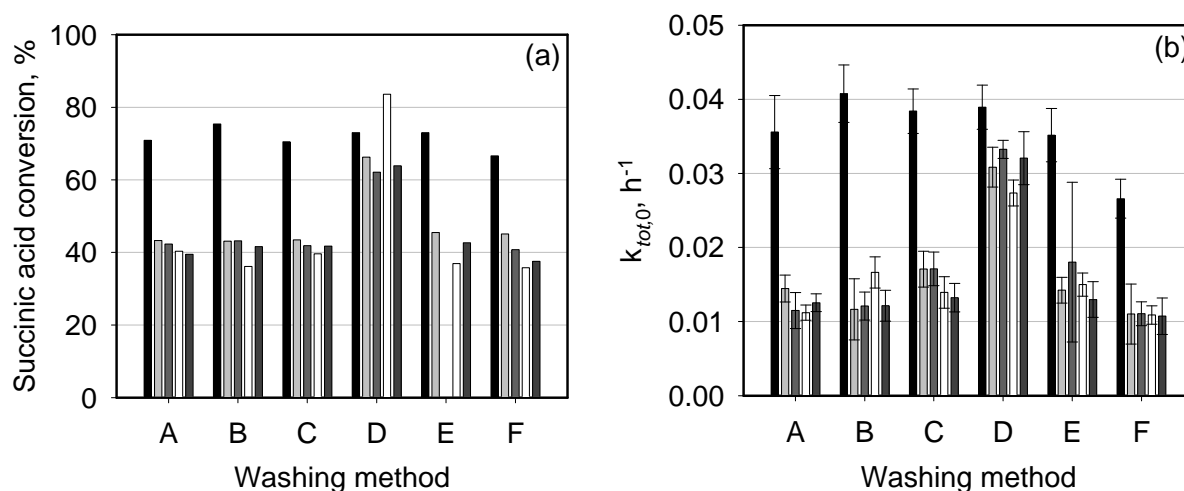 (a)
Succinic acid conversion, %
100
80
60
40
20
0
A B C D E F
Washing method
(b)
k_tot,0, h^-1
0.05
0.04
0.03
0.02
0.01
0.00
A B C D E F
Washing method